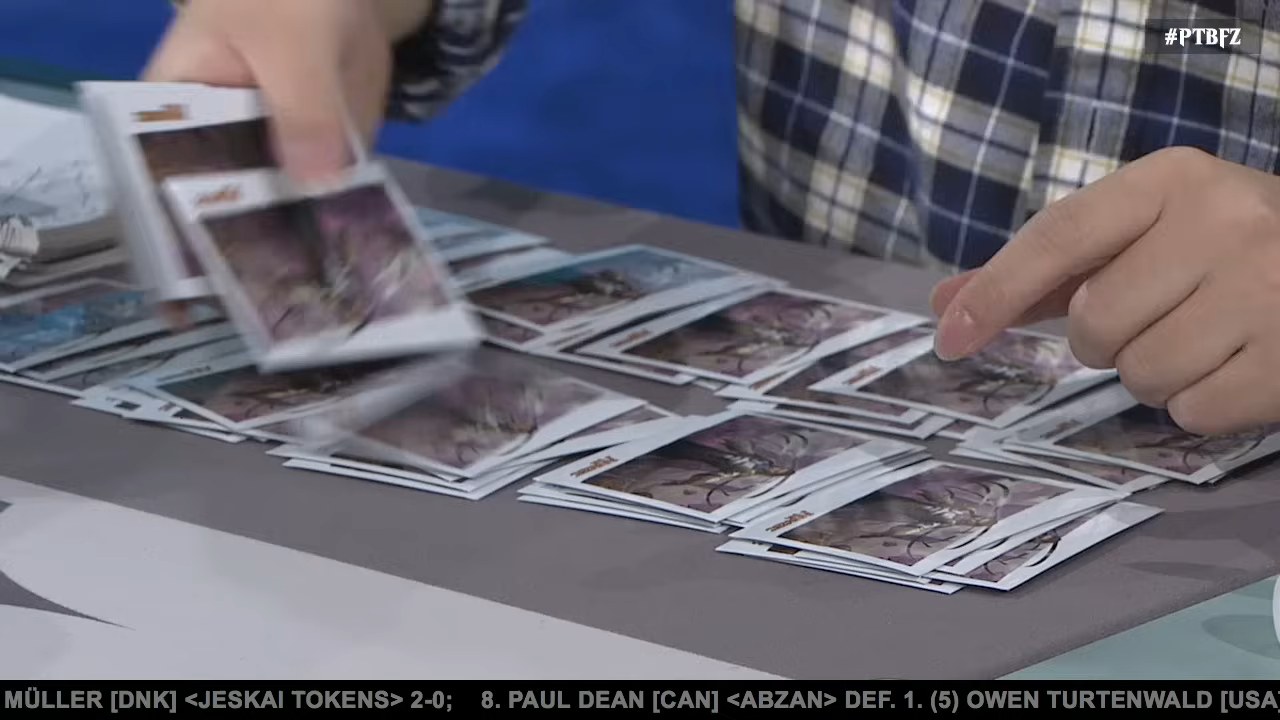 #PTBFZ
MÜLLER [DNK] <JESKAI TOKENS> 2-0; 8. PAUL DEAN [CAN] <ABZAN> DEF. 1. (5) OWEN TURTENWALD [USA